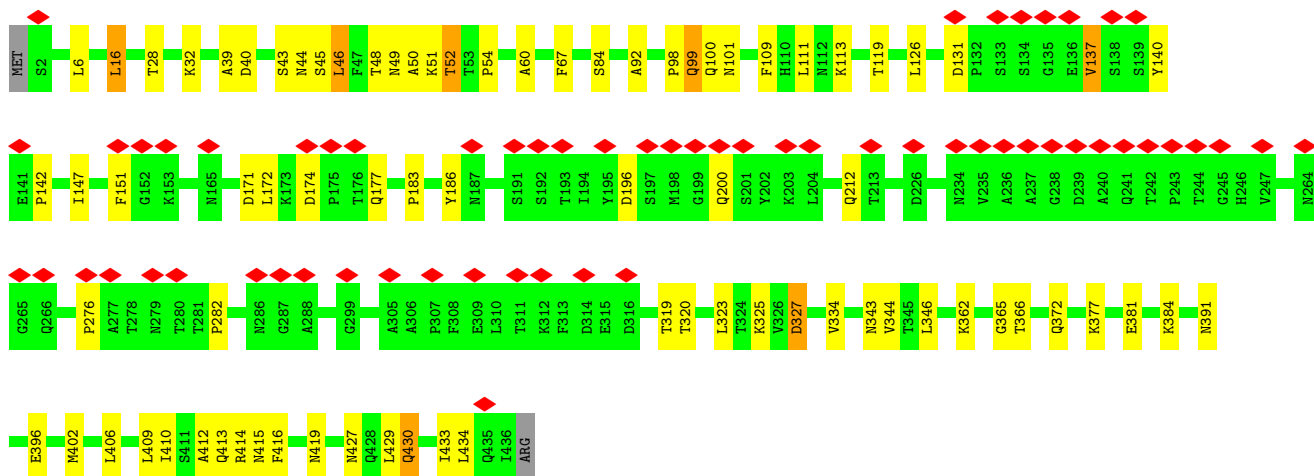 MET S2 L6 L16 T28 K32 A39 D40 S43 N44 S45 L46 F47 T48 N49 A50 K51 T52 T53 P54 A60 F67 S84 A92 P98 Q99 Q100 N101 F109 H110 L111 N112 K113 T119 L126 D131 P132 S133 S134 G135 E136 V137 S138 S139 Y140
E141 P142 I147 F151 G152 K153 N165 D171 L172 K173 D174 P175 T176 Q177 P183 Y186 N187 S191 S192 T193 I194 Y195 D196 S197 M198 G199 Q200 S201 Y202 K203 L204 Q212 T213 D226 N234 V235 A236 A237 G238 D239 A240 Q241 T242 P243 T244 G245 H246 V247 N264
G265 Q266 P276 A277 T278 N279 T280 T281 P282 N286 G287 A288 G299 A305 A306 P307 F308 E309 L310 T311 K312 F313 D314 E315 D316 T319 T320 L323 T324 K325 V326 D327 V334 N343 V344 T345 L346 K362 G365 T366 Q372 K377 E381 K384 N391
E396 M402 L406 L409 I410 S411 A412 Q413 R414 N415 F416 N419 N427 Q428 L429 Q430 I433 L434 Q435 I436 ARG